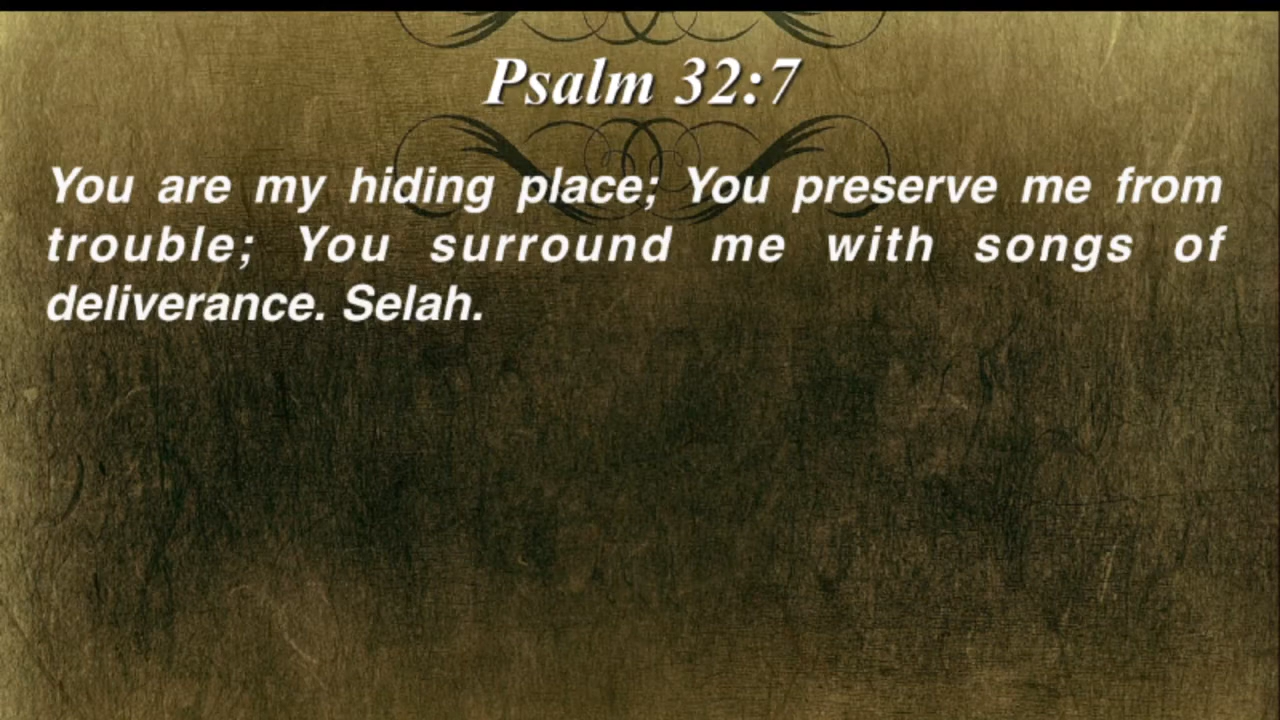 Psalm 32:7
You are my hiding place; You preserve me from
trouble; You surround me with songs of
deliverance. Selah.